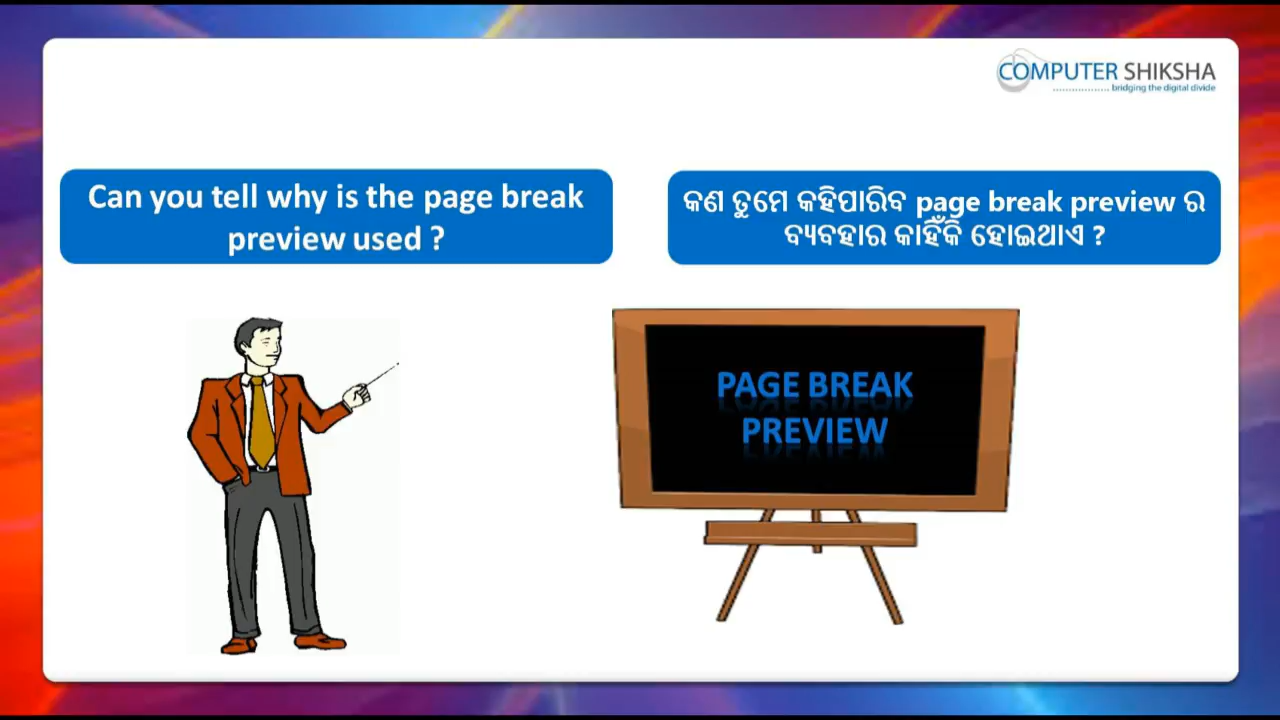 COMPUTER SHIKSHA
bridging the digital divide
Can you tell why is the page break
preview used ?
କଣ ତୁମେ କହିପାରିବ page break preview ର
ବ୍ୟବହାର କାହିଁକି ହୋଇଥାଏ ?
PAGE BREAK
PREVIEW